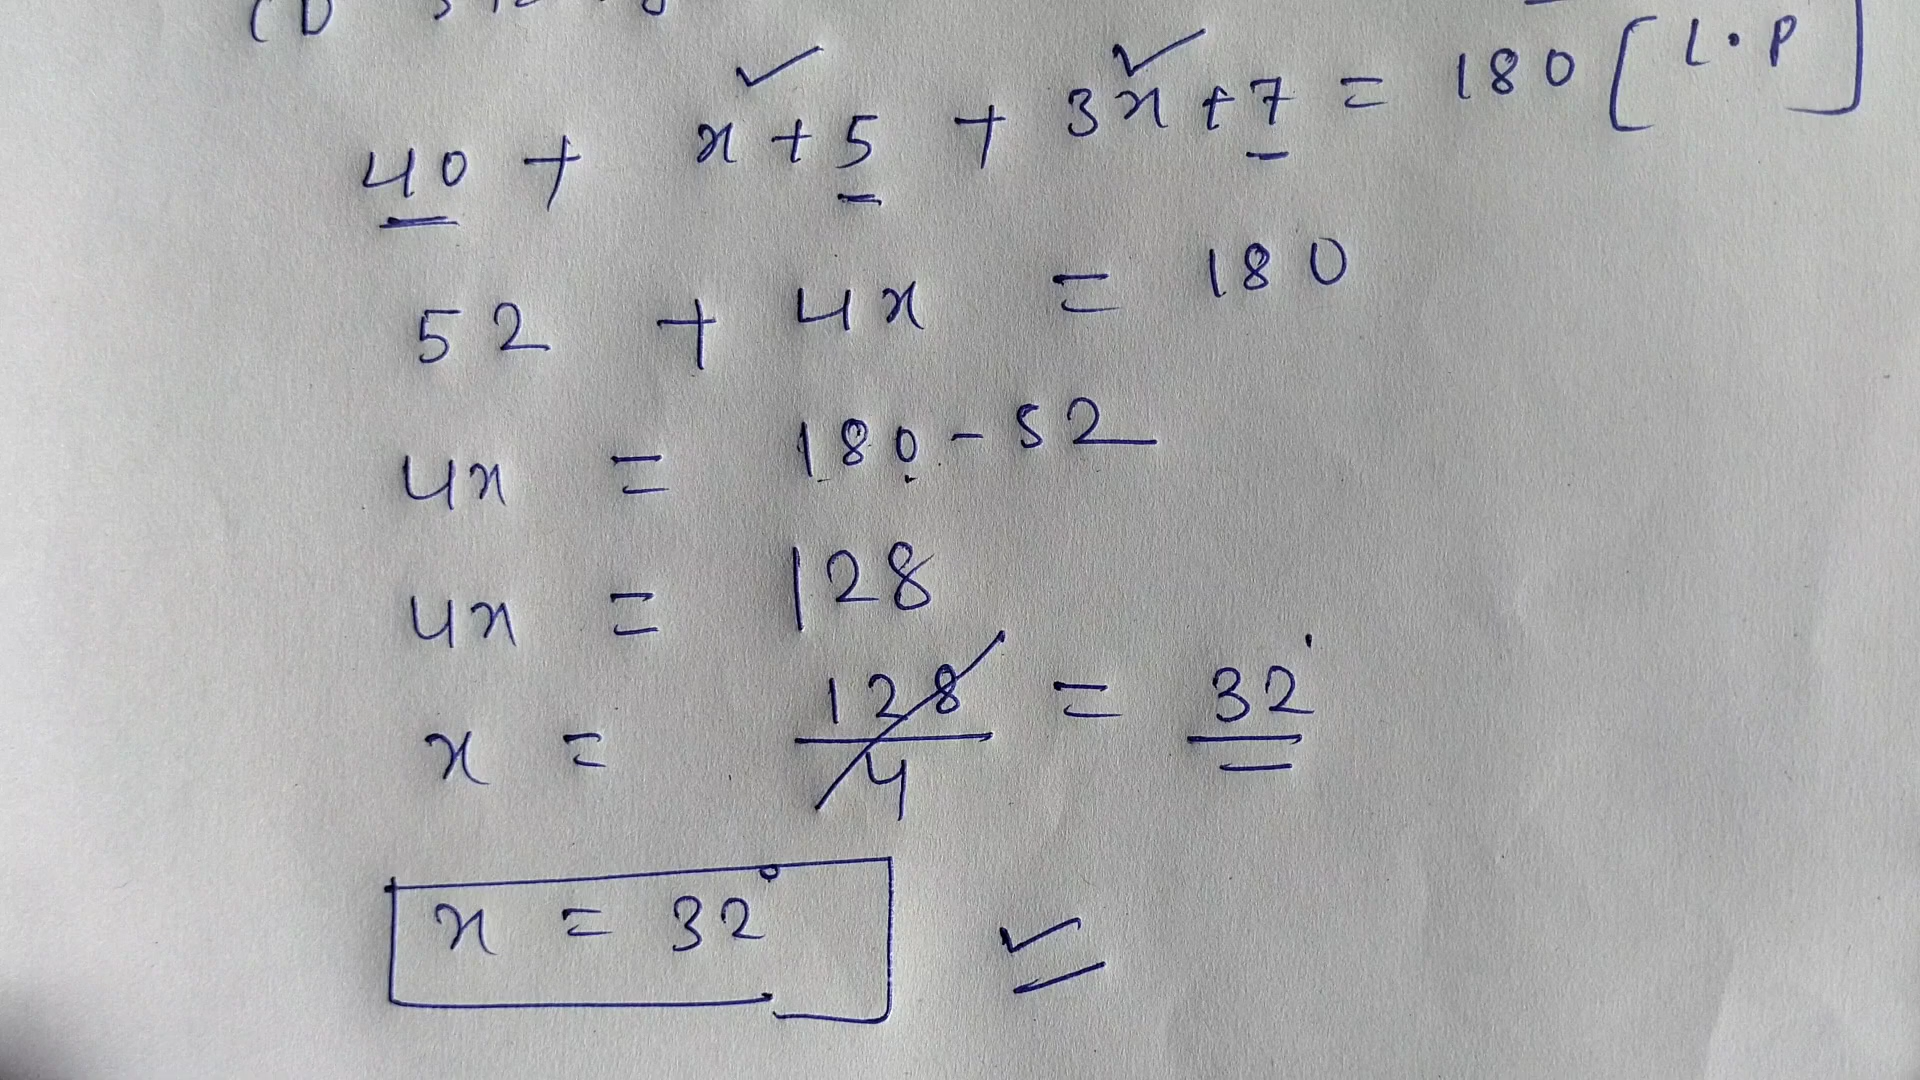 40 + x + 5 + 3x + 7 = 180 [L.P]
52 + 4x = 180
4x = 180 - 52
4x = 128
x = 128/4 = 32°
x = 32°